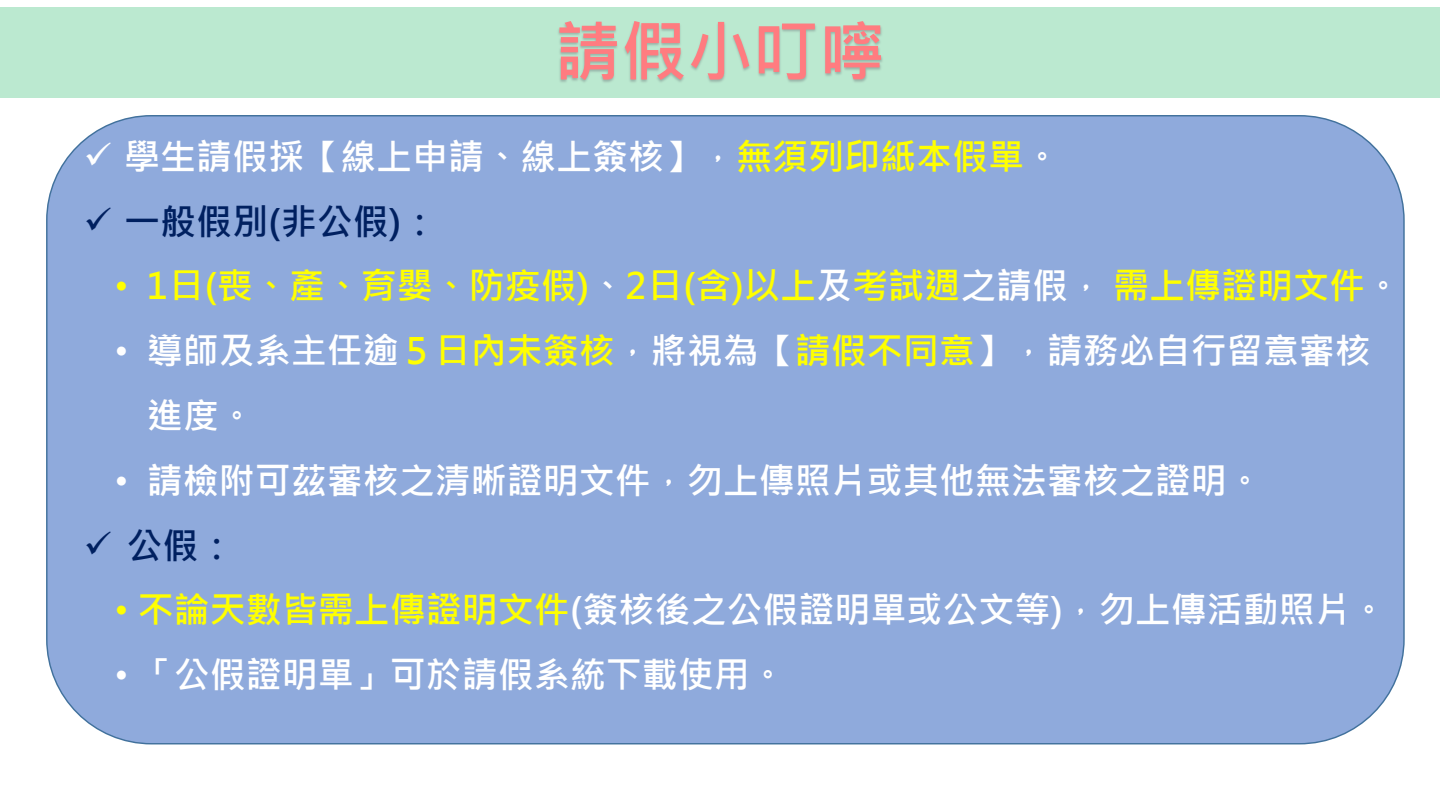 請假小叮嚀
✓ 學生請假採【線上申請、線上簽核】，無須列印紙本假單。
✓ 一般假別(非公假)：
• 1日(喪、產、育嬰、防疫假)、2日(含)以上及考試週之請假， 需上傳證明文件。
• 導師及系主任逾 5 日內未簽核，將視為【請假不同意】，請務必自行留意審核
進度。
• 請檢附可茲審核之清晰證明文件，勿上傳照片或其他無法審核之證明。
✓ 公假：
• 不論天數皆需上傳證明文件(簽核後之公假證明單或公文等)，勿上傳活動照片。
• 「公假證明單」可於請假系統下載使用。